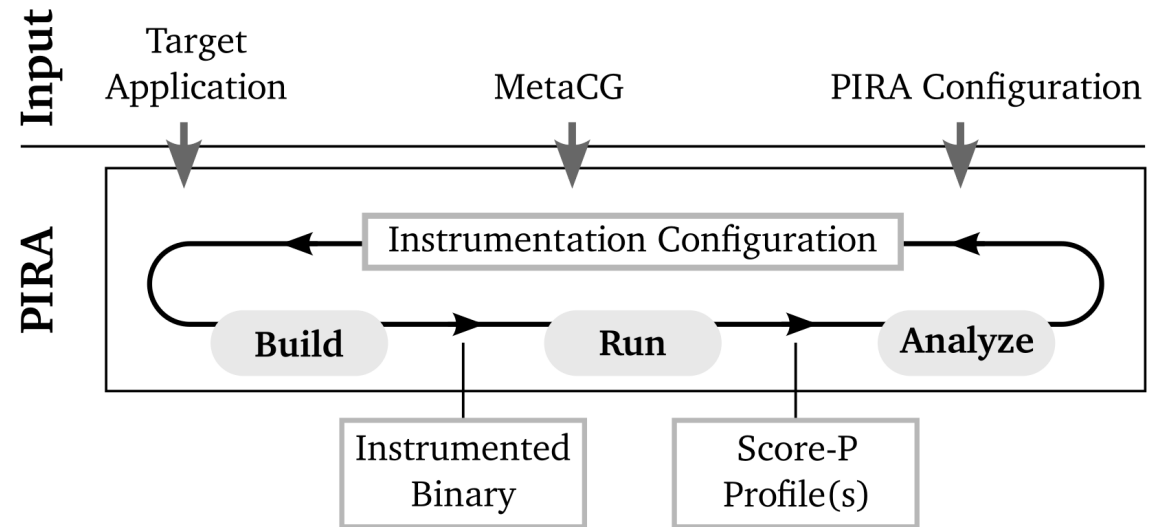 Input
Target
Application
MetaCG
PIRA Configuration
PIRA
Instrumentation Configuration
Build
Run
Analyze
Instrumented
Binary
Score-P
Profile(s)